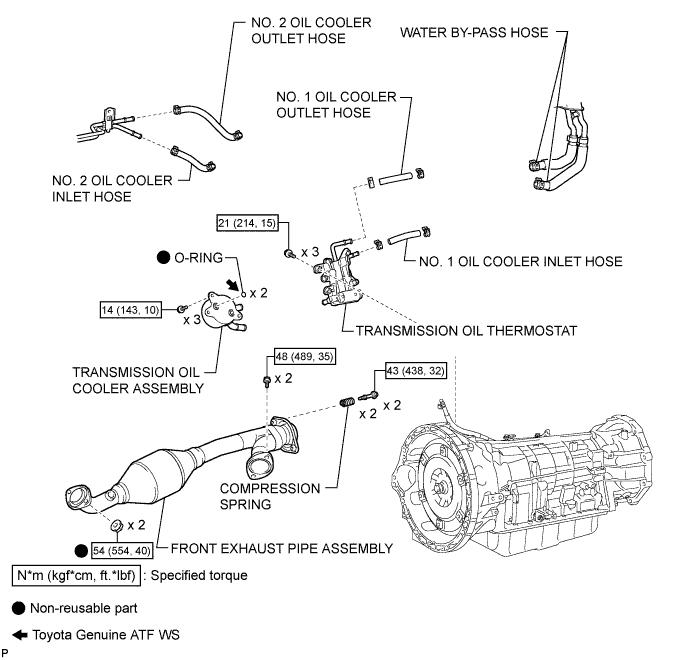 NO. 2 OIL COOLER
OUTLET HOSE
WATER BY-PASS HOSE
NO. 1 OIL COOLER
OUTLET HOSE
NO. 2 OIL COOLER
INLET HOSE
21 (214, 15)
x 3
O-RING
x 2
NO. 1 OIL COOLER INLET HOSE
14 (143, 10)
x 3
TRANSMISSION OIL THERMOSTAT
TRANSMISSION OIL
COOLER ASSEMBLY
48 (489, 35)
x 2
43 (438, 32)
x 2
x 2
COMPRESSION
SPRING
x 2
54 (554, 40)
FRONT EXHAUST PIPE ASSEMBLY
N*m (kgf*cm, ft.*lbf) : Specified torque
Non-reusable part
Toyota Genuine ATF WS
P